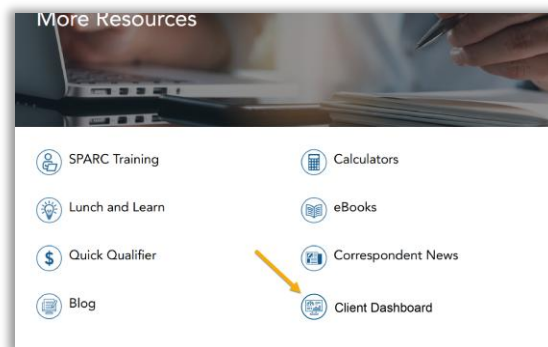 More Resources
SPARC Training
Calculators
Lunch and Learn
eBooks
Quick Qualifier
Correspondent News
Blog
Client Dashboard